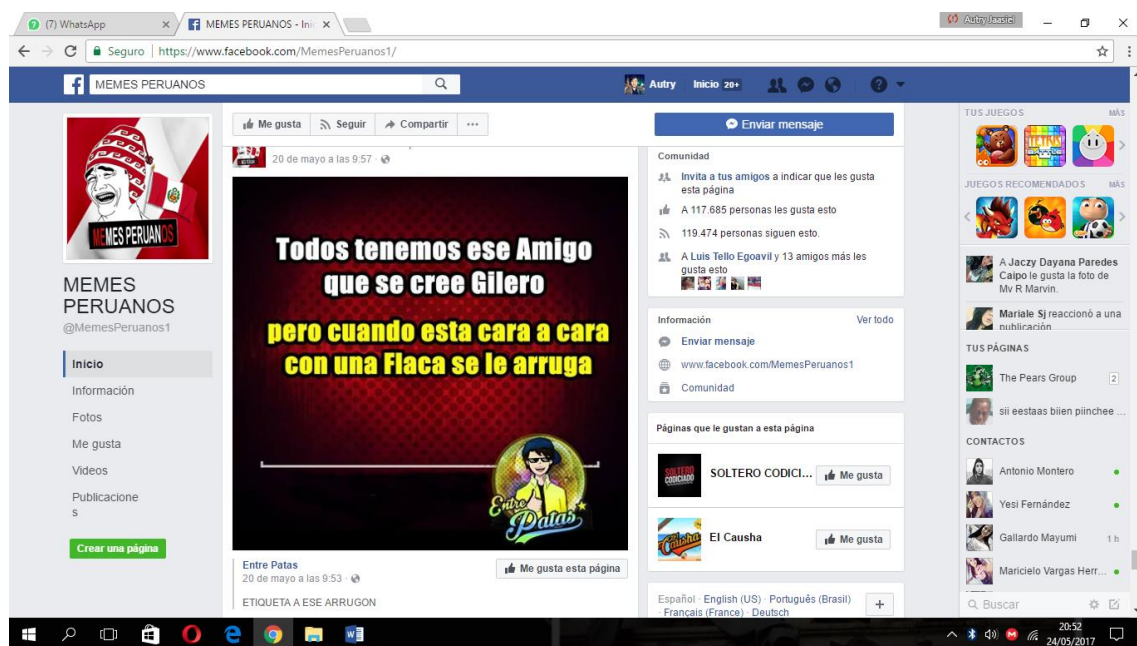 (7) WhatsApp
MEMES PERUANOS - Ini
Autry Jaasiel
Seguro
https://www.facebook.com/MemesPeruanos1/
MEMES PERUANOS
Autry
Inicio 20+
MEMES PERUANOS
MEMES
PERUANOS
@MemesPeruanos1
Inicio
Información
Fotos
Me gusta
Videos
Publicacione
s
Crear una página
Me gusta
Seguir
Compartir
20 de mayo a las 9:57 ·
Todos tenemos ese Amigo
que se cree Gilero
pero cuando esta cara a cara
con una Flaca se le arruga
Entre
Patas
Entre Patas
20 de mayo a las 9:53 ·
Me gusta esta página
ETIQUETA A ESE ARRUGON
Enviar mensaje
Comunidad
Invita a tus amigos a indicar que les gusta
esta página
A 117.685 personas les gusta esto
119.474 personas siguen esto.
A Luis Tello Egoavil y 13 amigos más les
gusta esto
Información
Ver todo
Enviar mensaje
www.facebook.com/MemesPeruanos1
Comunidad
Páginas que le gustan a esta página
SOLTERO
CODICIADO
SOLTERO CODICI...
Me gusta
Causha
El Causha
Me gusta
Español · English (US) · Português (Brasil)
· Français (France) · Deutsch
TUS JUEGOS
MÁS
TETRIS
JUEGOS RECOMENDADOS
MÁS
A Jaczy Dayana Paredes
Caipo le gusta la foto de
Mv R Marvin.
Mariale Sj reaccionó a una
publicación
TUS PÁGINAS
The Pears Group
2
sii eestaas biien piinchee ...
CONTACTOS
Antonio Montero
Yesi Fernández
Gallardo Mayumi
1 h
Maricielo Vargas Herr...
Buscar
20:52
24/05/2017